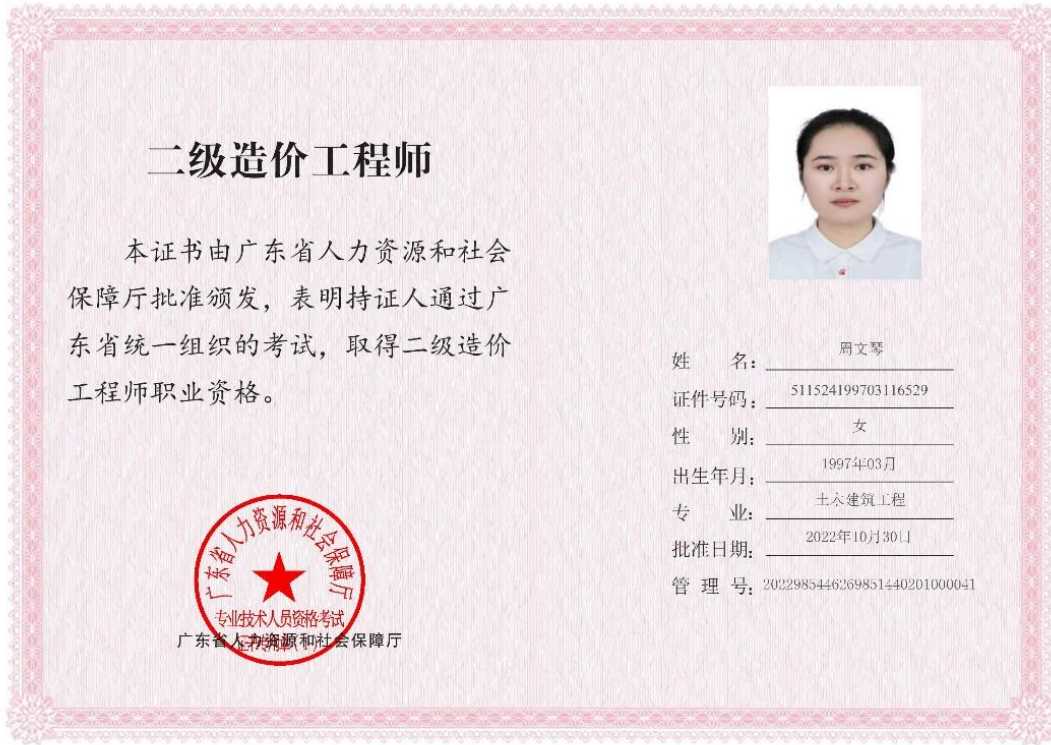 二级造价工程师
本证书由广东省人力资源和社会
保障厅批准颁发，表明持证人通过广
东省统一组织的考试，取得二级造价
工程师职业资格。
广东省人力资源和社会保障厅
专业技术人员资格考试
广东省人力资源和社会保障厅
姓 名：周文琴
证件号码：511524199703116529
性 别：女
出生年月：1997年03月
专 业：土木建筑工程
批准日期：2022年10月30日
管 理 号：2022985446269851440201000041